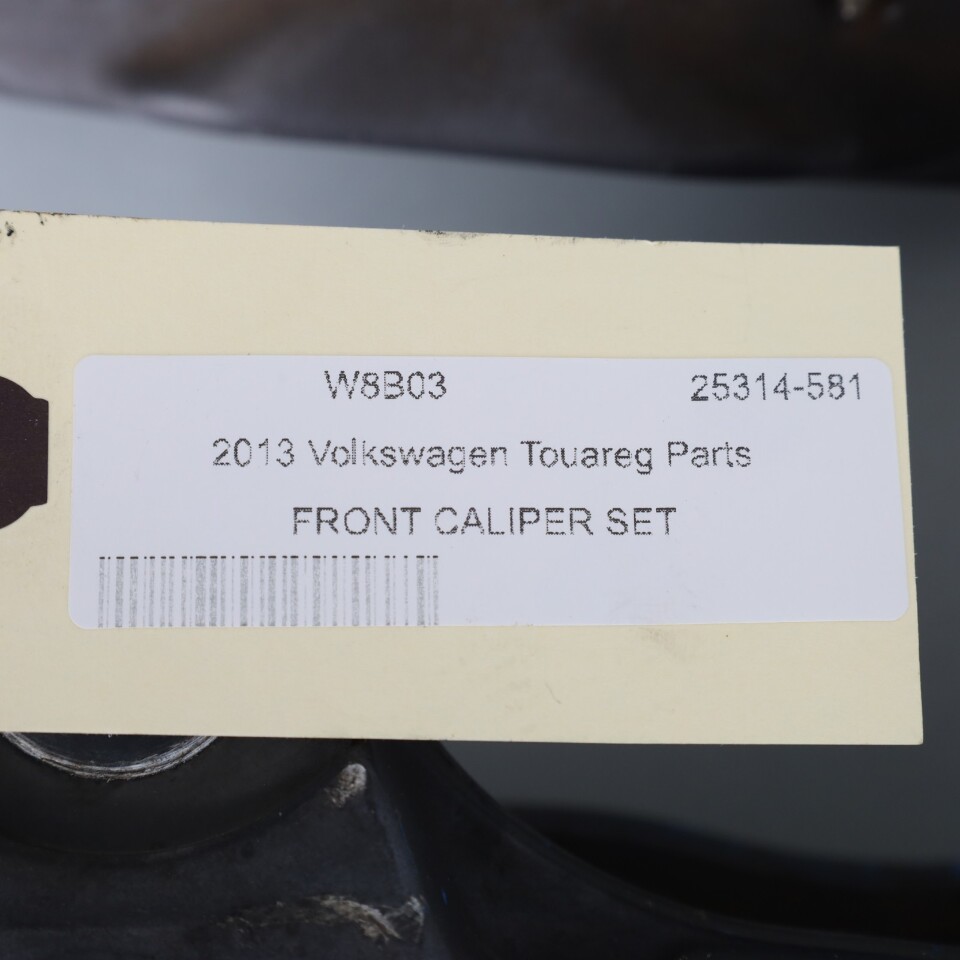 W8B03 25314-581
2013 Volkswagen Touareg Parts
FRONT CALIPER SET